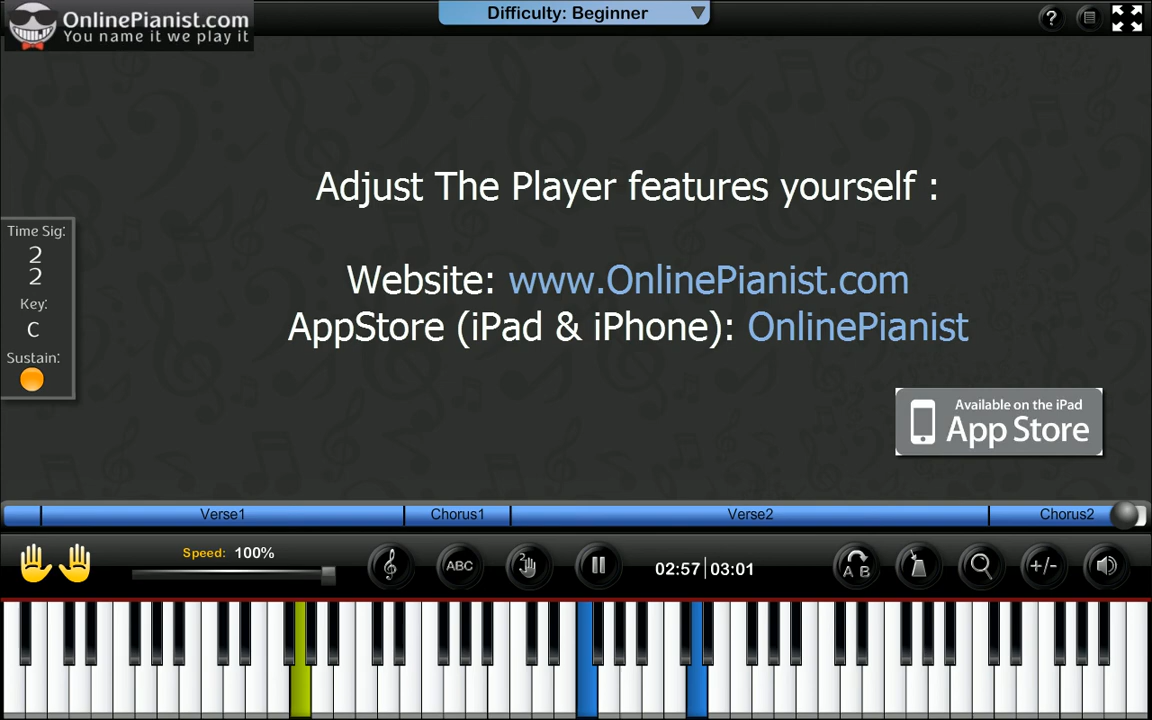 OnlinePianist.com
You name it we play it
Difficulty: Beginner
?
Adjust The Player features yourself :
Time Sig:
2
2
Key:
C
Sustain:
Website: www.OnlinePianist.com
AppStore (iPad & iPhone): OnlinePianist
Available on the iPad
App Store
Verse1
Chorus1
Verse2
Chorus2
Speed: 100%
ABC
2
02:57|03:01
A B
+/-